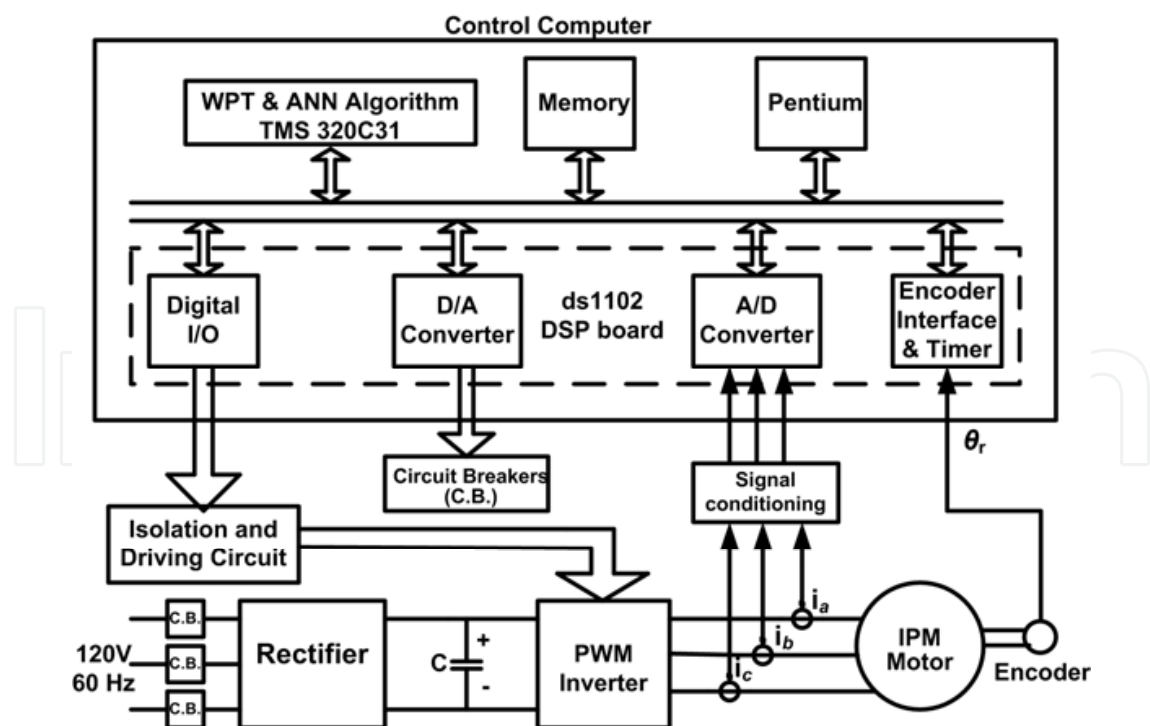 Control Computer
WPT & ANN Algorithm
TMS 320C31
Memory
Pentium
Digital
I/O
D/A
Converter
ds1102
DSP board
A/D
Converter
Encoder
Interface
& Timer
θr
Circuit Breakers
(C.B.)
Signal
conditioning
Isolation and
Driving Circuit
120V
60 Hz
C.B.
C.B.
C.B.
Rectifier
C
+
-
PWM
Inverter
ia
ib
ic
IPM
Motor
Encoder